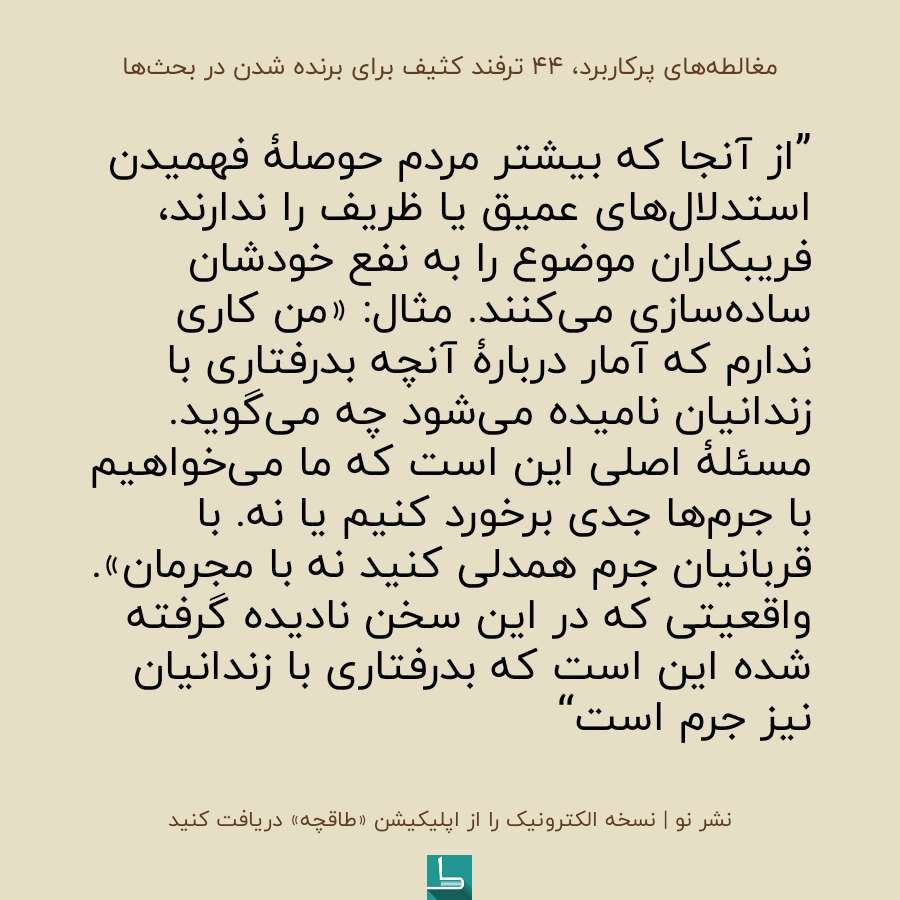 مغالطه‌های پرکاربرد، ۴۴ ترفند کثیف برای برنده شدن در بحث‌ها
”از آنجا که بیشتر مردم حوصلهٔ فهمیدن
استدلال‌های عمیق یا ظریف را ندارند،
فریبکاران موضوع را به نفع خودشان
ساده‌سازی می‌کنند. مثال: «من کاری
ندارم که آمار دربارهٔ آنچه بدرفتاری با
زندانیان نامیده می‌شود چه می‌گوید.
مسئلهٔ اصلی این است که ما می‌خواهیم
با جرم‌ها جدی برخورد کنیم یا نه. با
قربانیان جرم همدلی کنید نه با مجرمان».
واقعیتی که در این سخن نادیده گرفته
شده این است که بدرفتاری با زندانیان
نیز جرم است“
نشر نو | نسخه الکترونیک را از اپلیکیشن «طاقچه» دریافت کنید